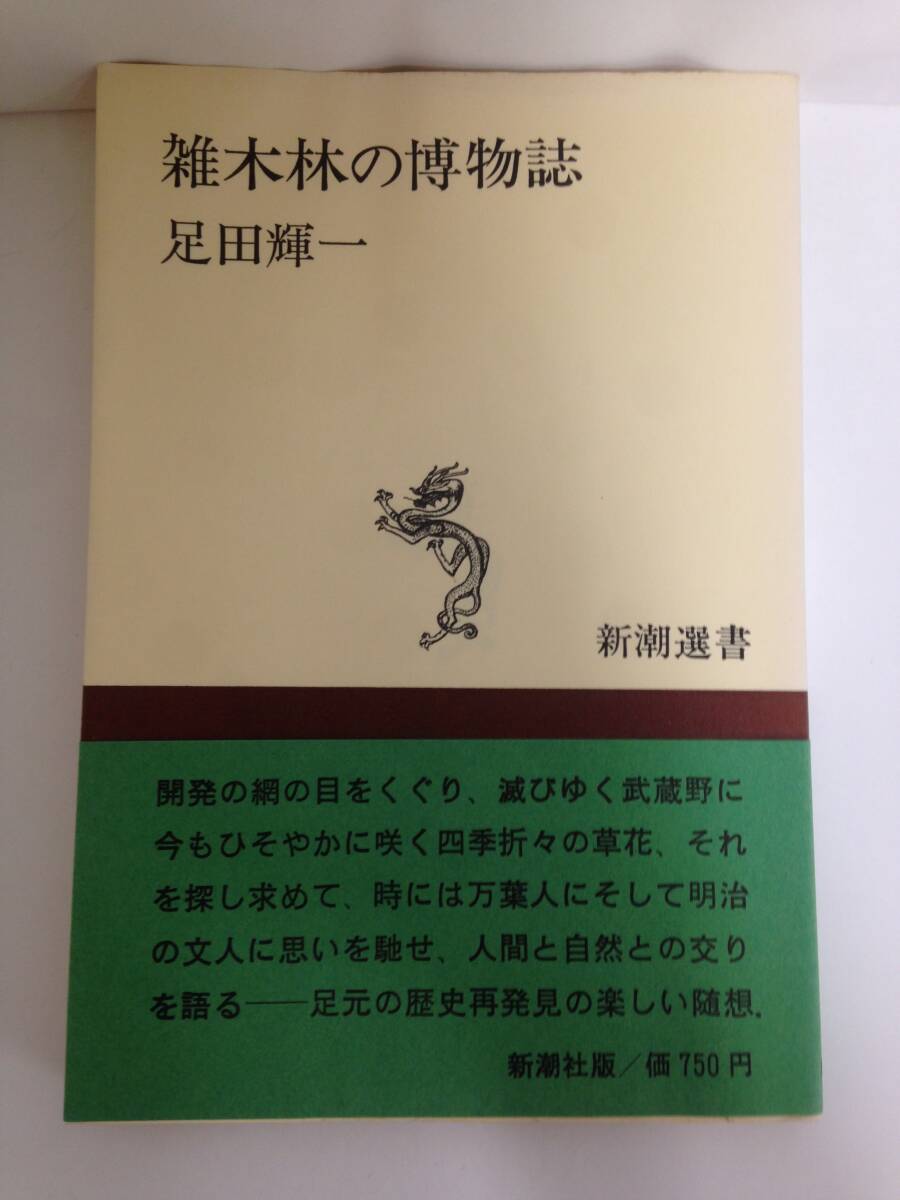 雑木林の博物誌
足田輝一
新潮選書
開発の網の目をくぐり、滅びゆく武蔵野に
今もひそやかに咲く四季折々の草花、それ
を探し求めて、時には万葉人にそして明治
の文人に思いを馳せ、人間と自然との交り
を語る──足元の歴史再発見の楽しい随想.
新潮社版/価750円